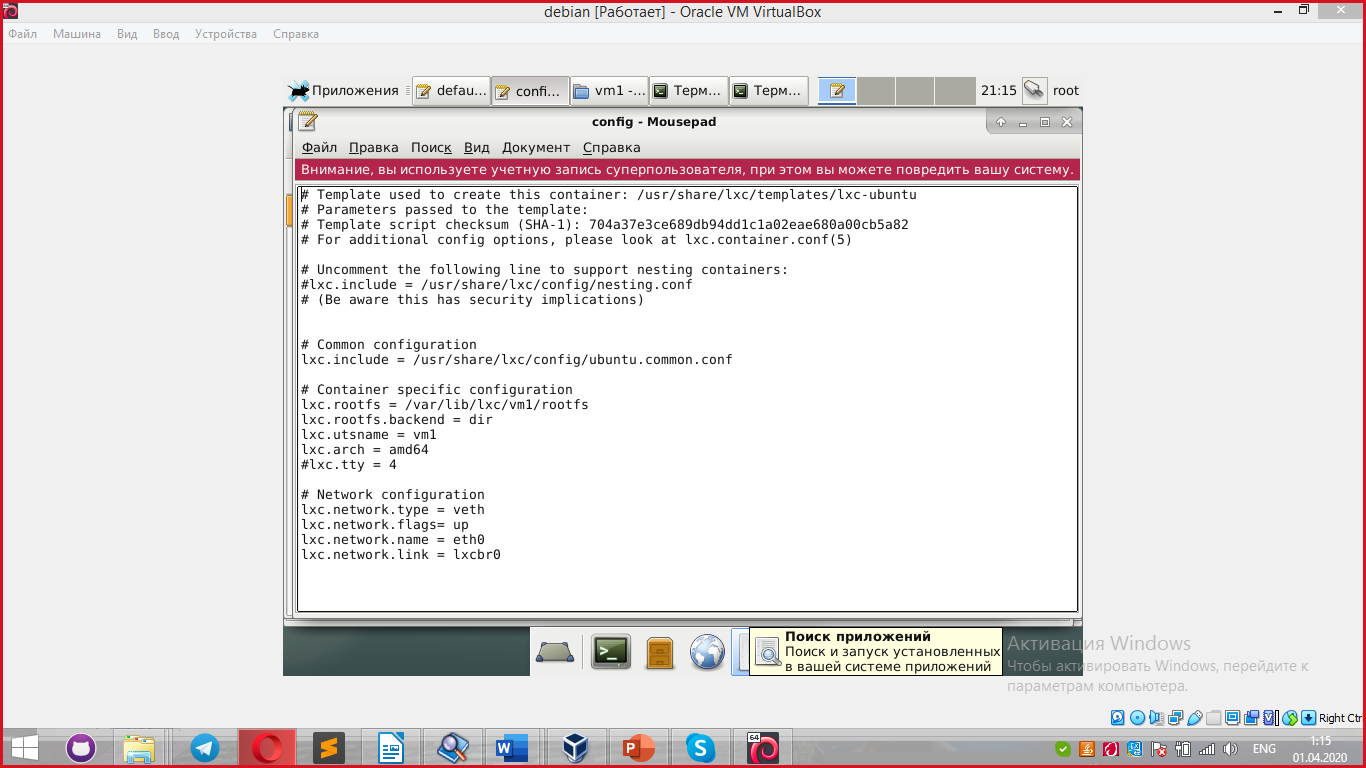 debian [Работает] - Oracle VM VirtualBox
Файл Машина Вид Ввод Устройства Справка
Приложения defau... confi... vm1 -... Терм... Терм... 21:15 root
config - Mousepad
Файл Правка Поиск Вид Документ Справка
Внимание, вы используете учетную запись суперпользователя, при этом вы можете повредить вашу систему.
# Template used to create this container: /usr/share/lxc/templates/lxc-ubuntu
# Parameters passed to the template:
# Template script checksum (SHA-1): 704a37e3ce689db94dd1c1a02eae680a00cb5a82
# For additional config options, please look at lxc.container.conf(5)
# Uncomment the following line to support nesting containers:
#lxc.include = /usr/share/lxc/config/nesting.conf
# (Be aware this has security implications)
# Common configuration
lxc.include = /usr/share/lxc/config/ubuntu.common.conf
# Container specific configuration
lxc.rootfs = /var/lib/lxc/vm1/rootfs
lxc.rootfs.backend = dir
lxc.utsname = vm1
lxc.arch = amd64
#lxc.tty = 4
# Network configuration
lxc.network.type = veth
lxc.network.flags= up
lxc.network.name = eth0
lxc.network.link = lxcbr0
Поиск приложений
Поиск и запуск установленных
в вашей системе приложений
Активация Windows
Чтобы активировать Windows, перейдите к
параметрам компьютера.
Right Ctrl
64
ENG
1:15
01.04.2020